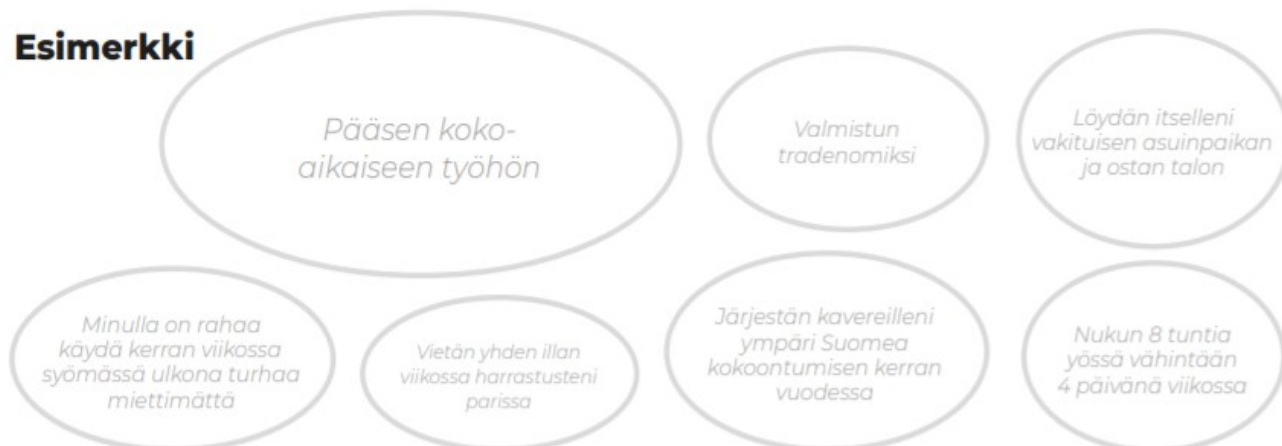 Esimerkki
Pääsen koko-
aikaiseen työhön
Valmistun
tradenomiksi
Löydän itselleni
vakituisen asuinpaikan
ja ostan talon
Minulla on rahaa
käydä kerran viikossa
syömässä ulkona turhaa
miettimättä
Vietän yhden illan
viikossa harrastusteni
parissa
Järjestän kavereilleni
ympäri Suomea
kokoontumisen kerran
vuodessa
Nukun 8 tuntia
yössä vähintään
4 päivänä viikossa